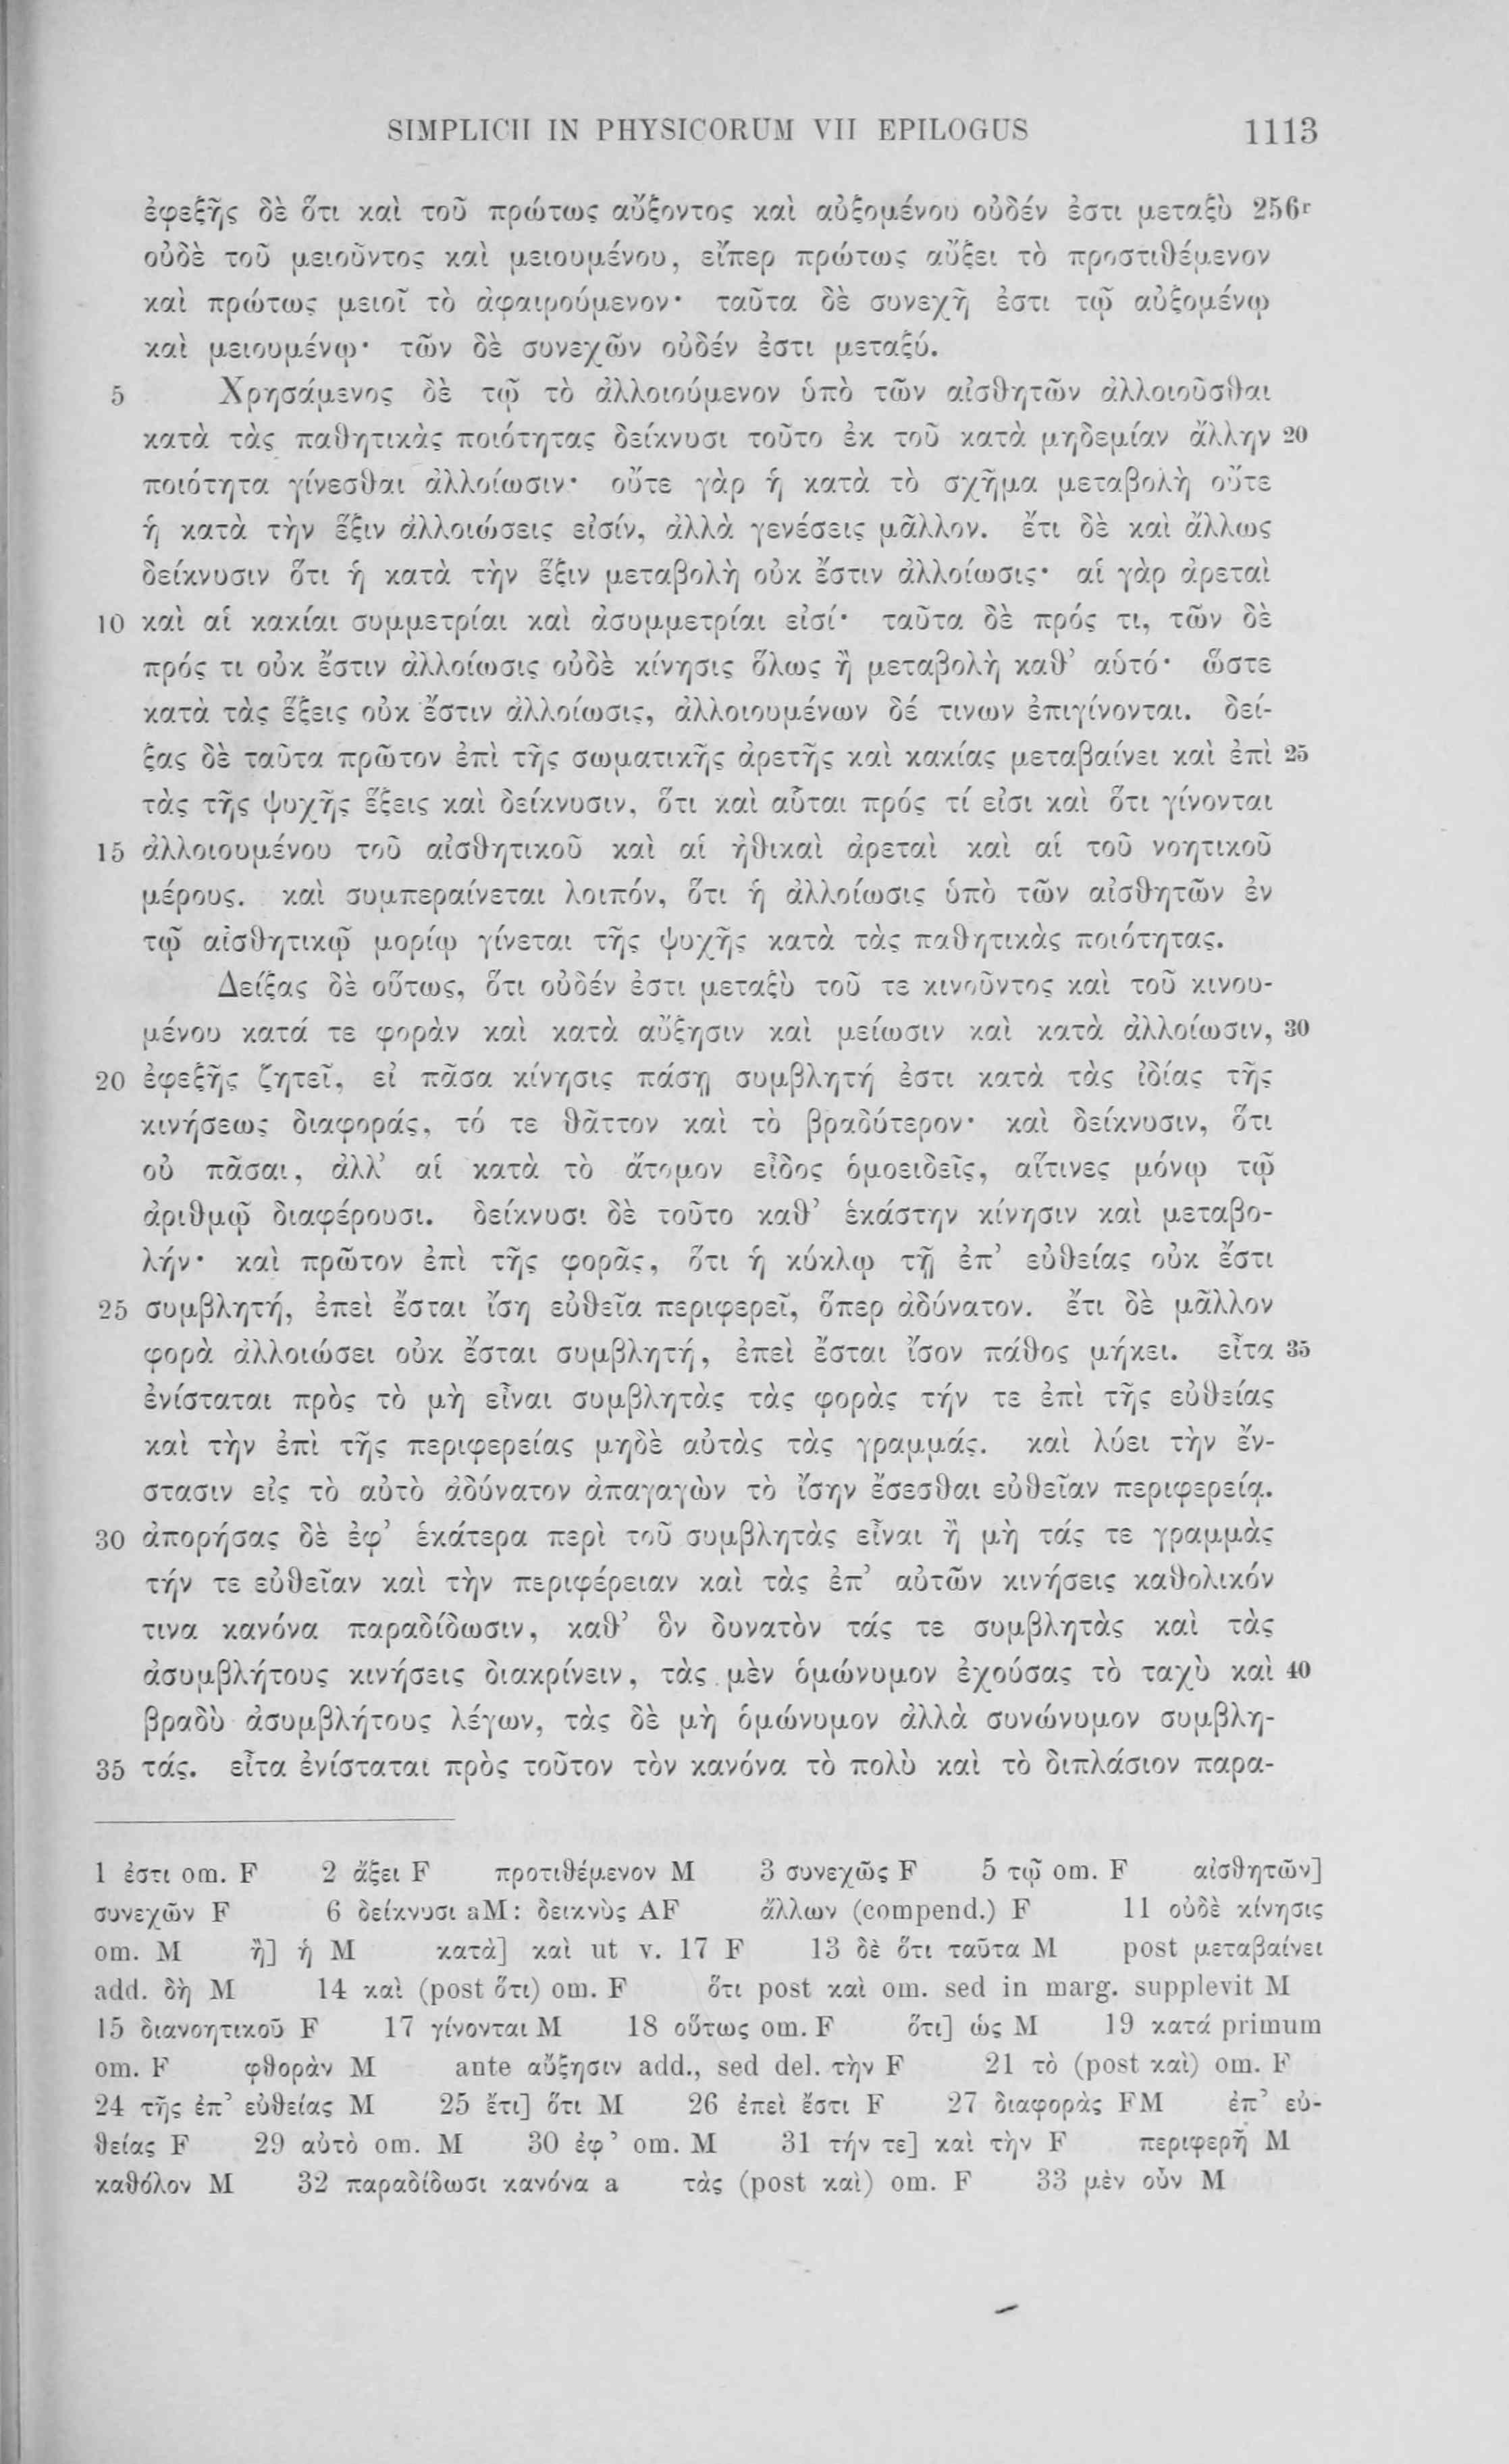 SIMPLICII IN PHYSICORUM VII EPILOGUS 1113
ἐφεξῆς δὲ ὅτι καὶ τοῦ πρώτως αὔξοντος καὶ αὐξομένου οὐδέν ἐστι μεταξὺ 256r
οὐδὲ τοῦ μειοῦντος καὶ μειουμένου, εἴπερ πρώτως αὔξει τὸ προστιθέμενον
καὶ πρώτως μειοῖ τὸ ἀφαιρούμενον· ταῦτα δὲ συνεχῆ ἐστι τῷ αὐξομένῳ
καὶ μειουμένῳ· τῶν δὲ συνεχῶν οὐδέν ἐστι μεταξύ.
5 Χρησάμενος δὲ τῷ τὸ ἀλλοιούμενον ὑπὸ τῶν αἰσθητῶν ἀλλοιοῦσθαι
κατὰ τὰς παθητικὰς ποιότητας δείκνυσι τοῦτο ἐκ τοῦ κατὰ μηδεμίαν ἄλλην 20
ποιότητα γίνεσθαι ἀλλοίωσιν· οὔτε γὰρ ἡ κατὰ τὸ σχῆμα μεταβολὴ οὔτε
ἡ κατὰ τὴν ἕξιν ἀλλοιώσεις εἰσίν, ἀλλὰ γενέσεις μᾶλλον. ἔτι δὲ καὶ ἄλλως
δείκνυσιν ὅτι ἡ κατὰ τὴν ἕξιν μεταβολὴ οὐκ ἔστιν ἀλλοίωσις· αἱ γὰρ ἀρεταὶ
10 καὶ αἱ κακίαι συμμετρίαι καὶ ἀσυμμετρίαι εἰσί· ταῦτα δὲ πρός τι, τῶν δὲ
πρός τι οὐκ ἔστιν ἀλλοίωσις οὐδὲ κίνησις ὅλως ἢ μεταβολὴ καθ’ αὑτό· ὥστε
κατὰ τὰς ἕξεις οὐκ ἔστιν ἀλλοίωσις, ἀλλοιουμένων δέ τινων ἐπιγίνονται. δεί-
ξας δὲ ταῦτα πρῶτον ἐπὶ τῆς σωματικῆς ἀρετῆς καὶ κακίας μεταβαίνει καὶ ἐπὶ 25
τὰς τῆς ψυχῆς ἕξεις καὶ δείκνυσιν, ὅτι καὶ αὗται πρός τί εἰσι καὶ ὅτι γίνονται
15 ἀλλοιουμένου τοῦ αἰσθητικοῦ καὶ αἱ ἠθικαὶ ἀρεταὶ καὶ αἱ τοῦ νοητικοῦ
μέρους. καὶ συμπεραίνεται λοιπόν, ὅτι ἡ ἀλλοίωσις ὑπὸ τῶν αἰσθητῶν ἐν
τῷ αἰσθητικῷ μορίῳ γίνεται τῆς ψυχῆς κατὰ τὰς παθητικὰς ποιότητας.
Δείξας δὲ οὕτως, ὅτι οὐδέν ἐστι μεταξὺ τοῦ τε κινοῦντος καὶ τοῦ κινου-
μένου κατά τε φορὰν καὶ κατὰ αὔξησιν καὶ μείωσιν καὶ κατὰ ἀλλοίωσιν, 30
20 ἐφεξῆς ζητεῖ, εἰ πᾶσα κίνησις πάσῃ συμβλητή ἐστι κατὰ τὰς ἰδίας τῆς
κινήσεως διαφοράς, τό τε θᾶττον καὶ τὸ βραδύτερον· καὶ δείκνυσιν, ὅτι
οὐ πᾶσαι, ἀλλ’ αἱ κατὰ τὸ ἄτομον εἶδος ὁμοειδεῖς, αἵτινες μόνῳ τῷ
ἀριθμῷ διαφέρουσι. δείκνυσι δὲ τοῦτο καθ’ ἑκάστην κίνησιν καὶ μεταβο-
λήν· καὶ πρῶτον ἐπὶ τῆς φορᾶς, ὅτι ἡ κύκλῳ τῇ ἐπ’ εὐθείας οὐκ ἔστι
25 συμβλητή, ἐπεὶ ἔσται ἴση εὐθεῖα περιφερεῖ, ὅπερ ἀδύνατον. ἔτι δὲ μᾶλλον
φορὰ ἀλλοιώσει οὐκ ἔσται συμβλητή, ἐπεὶ ἔσται ἴσον πάθος μήκει. εἶτα 35
ἐνίσταται πρὸς τὸ μὴ εἶναι συμβλητὰς τὰς φορὰς τήν τε ἐπὶ τῆς εὐθείας
καὶ τὴν ἐπὶ τῆς περιφερείας μηδὲ αὐτὰς τὰς γραμμάς. καὶ λύει τὴν ἔν-
στασιν εἰς τὸ αὐτὸ ἀδύνατον ἀπαγαγὼν τὸ ἴσην ἔσεσθαι εὐθεῖαν περιφερείᾳ.
30 ἀπορήσας δὲ ἐφ’ ἑκάτερα περὶ τοῦ συμβλητὰς εἶναι ἢ μὴ τάς τε γραμμὰς
τήν τε εὐθεῖαν καὶ τὴν περιφέρειαν καὶ τὰς ἐπ’ αὐτῶν κινήσεις καθολικόν
τινα κανόνα παραδίδωσιν, καθ’ ὃν δυνατὸν τάς τε συμβλητὰς καὶ τὰς
ἀσυμβλήτους κινήσεις διακρίνειν, τὰς μὲν ὁμώνυμον ἐχούσας τὸ ταχὺ καὶ 40
βραδὺ ἀσυμβλήτους λέγων, τὰς δὲ μὴ ὁμώνυμον ἀλλὰ συνώνυμον συμβλη-
35 τάς. εἶτα ἐνίσταται πρὸς τοῦτον τὸν κανόνα τὸ πολὺ καὶ τὸ διπλάσιον παρα-
1 ἐστι om. F 2 ἄξει F προτιθέμενον M 3 συνεχῶς F 5 τῷ om. F αἰσθητῶν]
συνεχῶν F 6 δείκνυσι aM: δεικνὺς AF ἄλλων (compend.) F 11 οὐδὲ κίνησις
om. M ἢ] ἡ M κατὰ] καὶ ut v. 17 F 13 δὲ ὅτι ταῦτα M post μεταβαίνει
add. δὴ M 14 καὶ (post ὅτι) om. F ὅτι post καὶ om. sed in marg. supplevit M
15 διανοητικοῦ F 17 γίνονται M 18 οὕτως om. F ὅτι] ὡς M 19 κατά primum
om. F φθορὰν M ante αὔξησιν add., sed del. τὴν F 21 τὸ (post καὶ) om. F
24 τῆς ἐπ’ εὐθείας M 25 ἔτι] ὅτι M 26 ἐπεὶ ἔστι F 27 διαφορὰς FM ἐπ’ εὐ-
θείας F 29 αὐτὸ om. M 30 ἐφ’ om. M 31 τήν τε] καὶ τὴν F περιφερῆ M
καθόλον M 32 παραδίδωσι κανόνα a τὰς (post καὶ) om. F 33 μὲν οὖν M